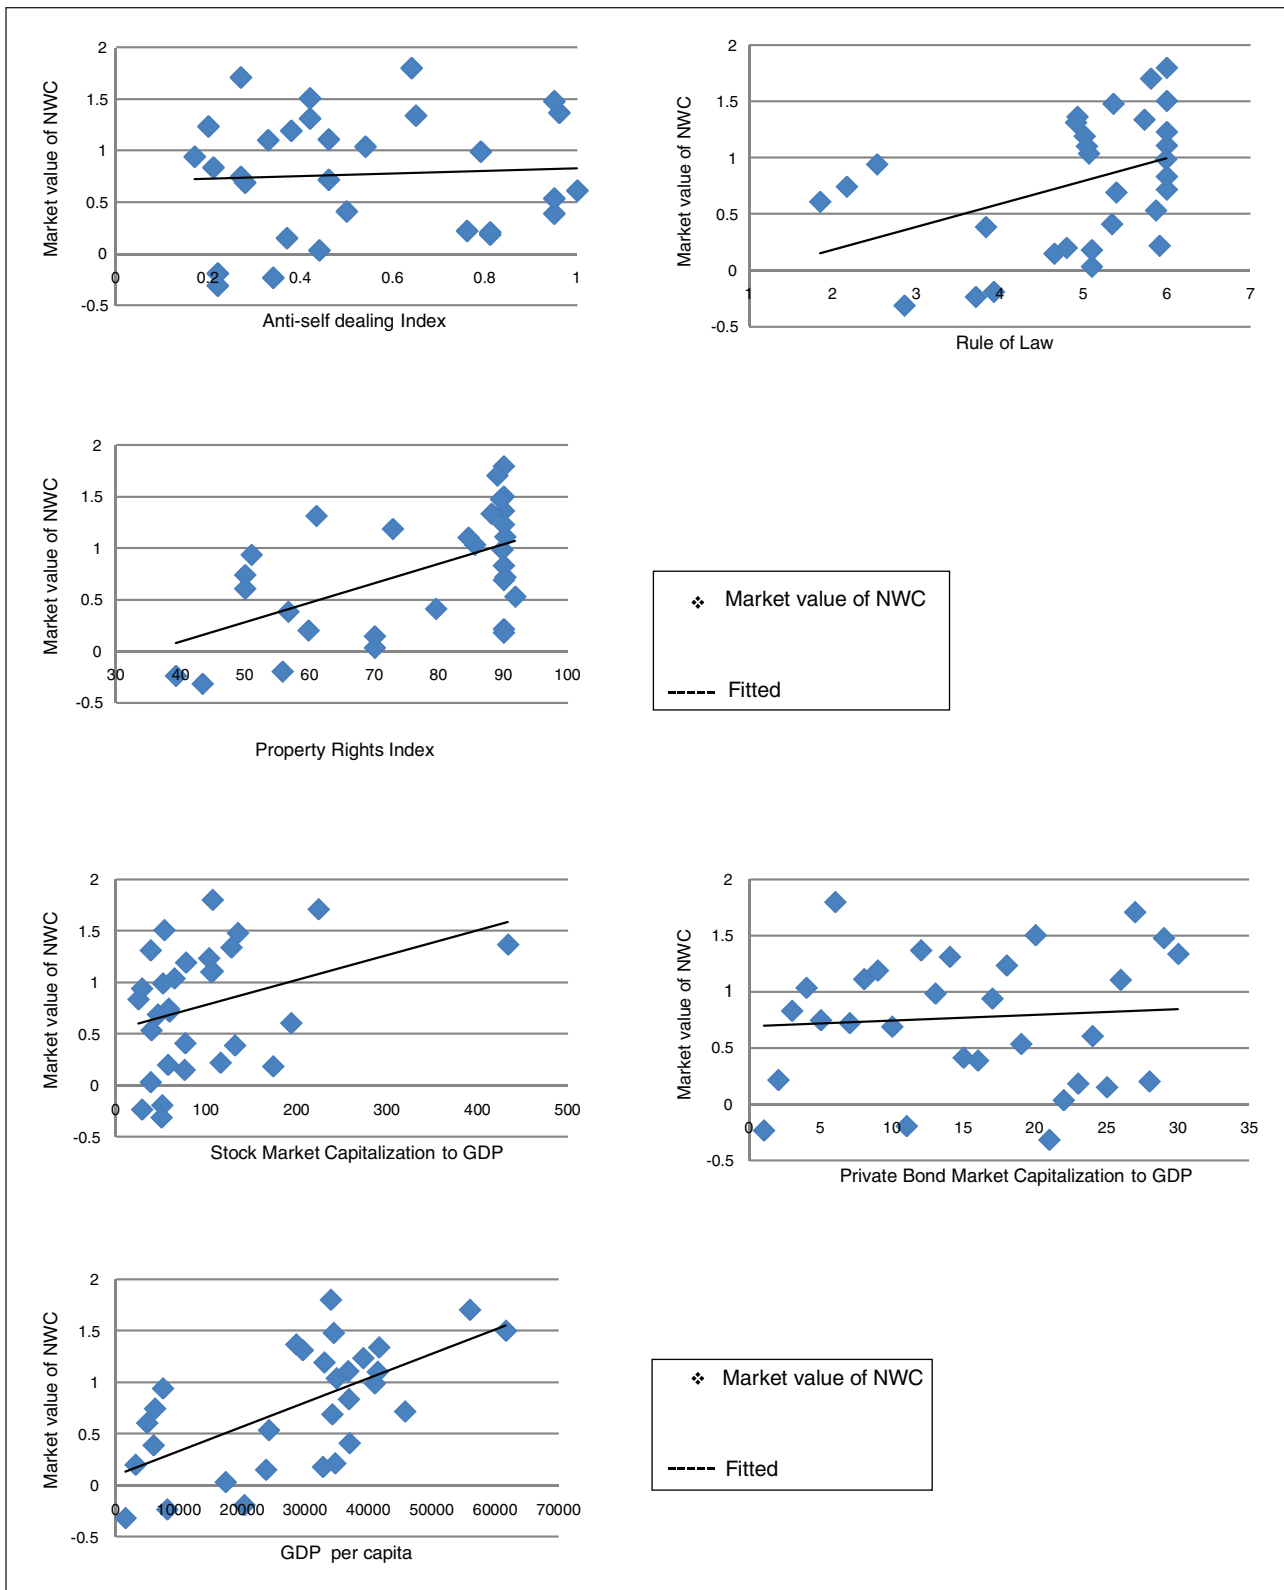 Market value of NWC
2
1.5
1
0.5
0
-0.5
0 0.2 0.4 0.6 0.8 1
Anti-self dealing Index
Market value of NWC
2
1.5
1
0.5
0
-0.5
1 2 3 4 5 6 7
Rule of Law
Market value of NWC
2
1.5
1
0.5
0
-0.5
30 40 50 60 70 80 90 100
Property Rights Index
Market value of NWC
Fitted
Market value of NWC
2
1.5
1
0.5
0
-0.5
0 100 200 300 400 500
Stock Market Capitalization to GDP
Market value of NWC
2
1.5
1
0.5
0
-0.5
0 5 10 15 20 25 30 35
Private Bond Market Capitalization to GDP
Market value of NWC
2
1.5
1
0.5
0
-0.5
0 10000 20000 30000 40000 50000 60000 70000
GDP per capita
Market value of NWC
Fitted